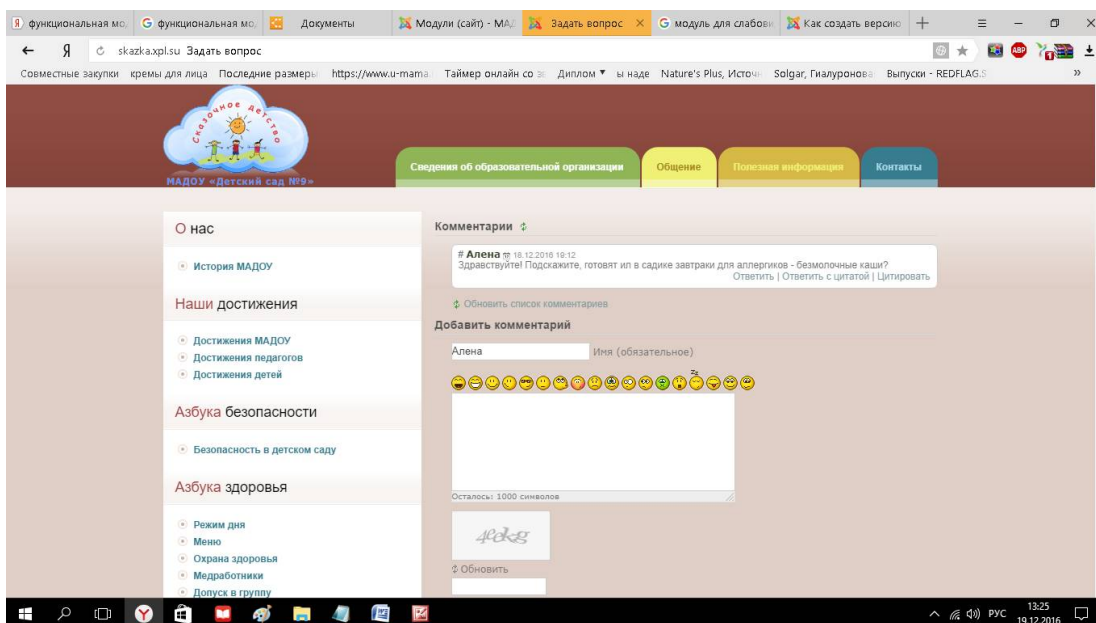 функциональная мо.
функциональная мо.
Документы
Модули (сайт) - МАД
Задать вопрос
модуль для слабови
Как создать версию
skazka.xpl.su Задать вопрос
Совместные закупки кремы для лица Последние размеры https://www.u-mama Таймер онлайн со з Диплом ы наде Nature's Plus, Источн Solgar, Гиалуронова Выпуски - REDFLAG.S »
Сказочное детство
МАДОУ «Детский сад №9»
Сведения об образовательной организации
Общение
Полезная информация
Контакты
О нас
История МАДОУ
Наши достижения
Достижения МАДОУ
Достижения педагогов
Достижения детей
Азбука безопасности
Безопасность в детском саду
Азбука здоровья
Режим дня
Меню
Охрана здоровья
Медработники
Допуск в группу
Комментарии
# Алена 18.12.2016 19:12
Здравствуйте! Подскажите, готовят ил в садике завтраки для аллергиков - безмолочные каши?
Ответить | Ответить с цитатой | Цитировать
Обновить список комментариев
Добавить комментарий
Алена Имя (обязательное)
Осталось: 1000 символов
Обновить
РУС
13:25
19.12.2016